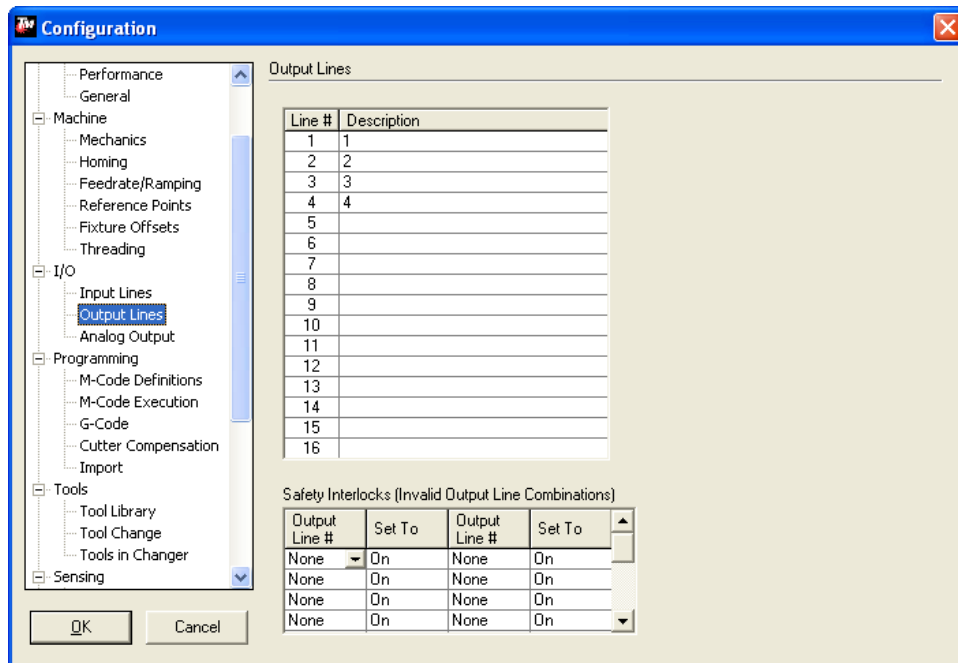 Configuration
Performance
General
Machine
Mechanics
Homing
Feedrate/Ramping
Reference Points
Fixture Offsets
Threading
I/O
Input Lines
Output Lines
Analog Output
Programming
M-Code Definitions
M-Code Execution
G-Code
Cutter Compensation
Import
Tools
Tool Library
Tool Change
Tools in Changer
Sensing
OK
Cancel
Output Lines
Line # Description
1 1
2 2
3 3
4 4
5
6
7
8
9
10
11
12
13
14
15
16
Safety Interlocks (Invalid Output Line Combinations)
Output Line # Set To Output Line # Set To
None On None On
None On None On
None On None On
None On None On